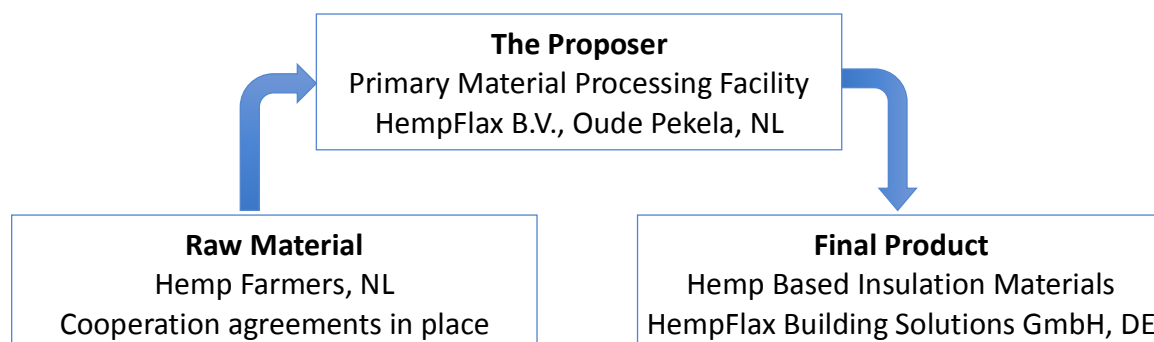 The Proposer
Primary Material Processing Facility
HempFlax B.V., Oude Pekela, NL
Raw Material
Hemp Farmers, NL
Cooperation agreements in place
Final Product
Hemp Based Insulation Materials
HempFlax Building Solutions GmbH, DE